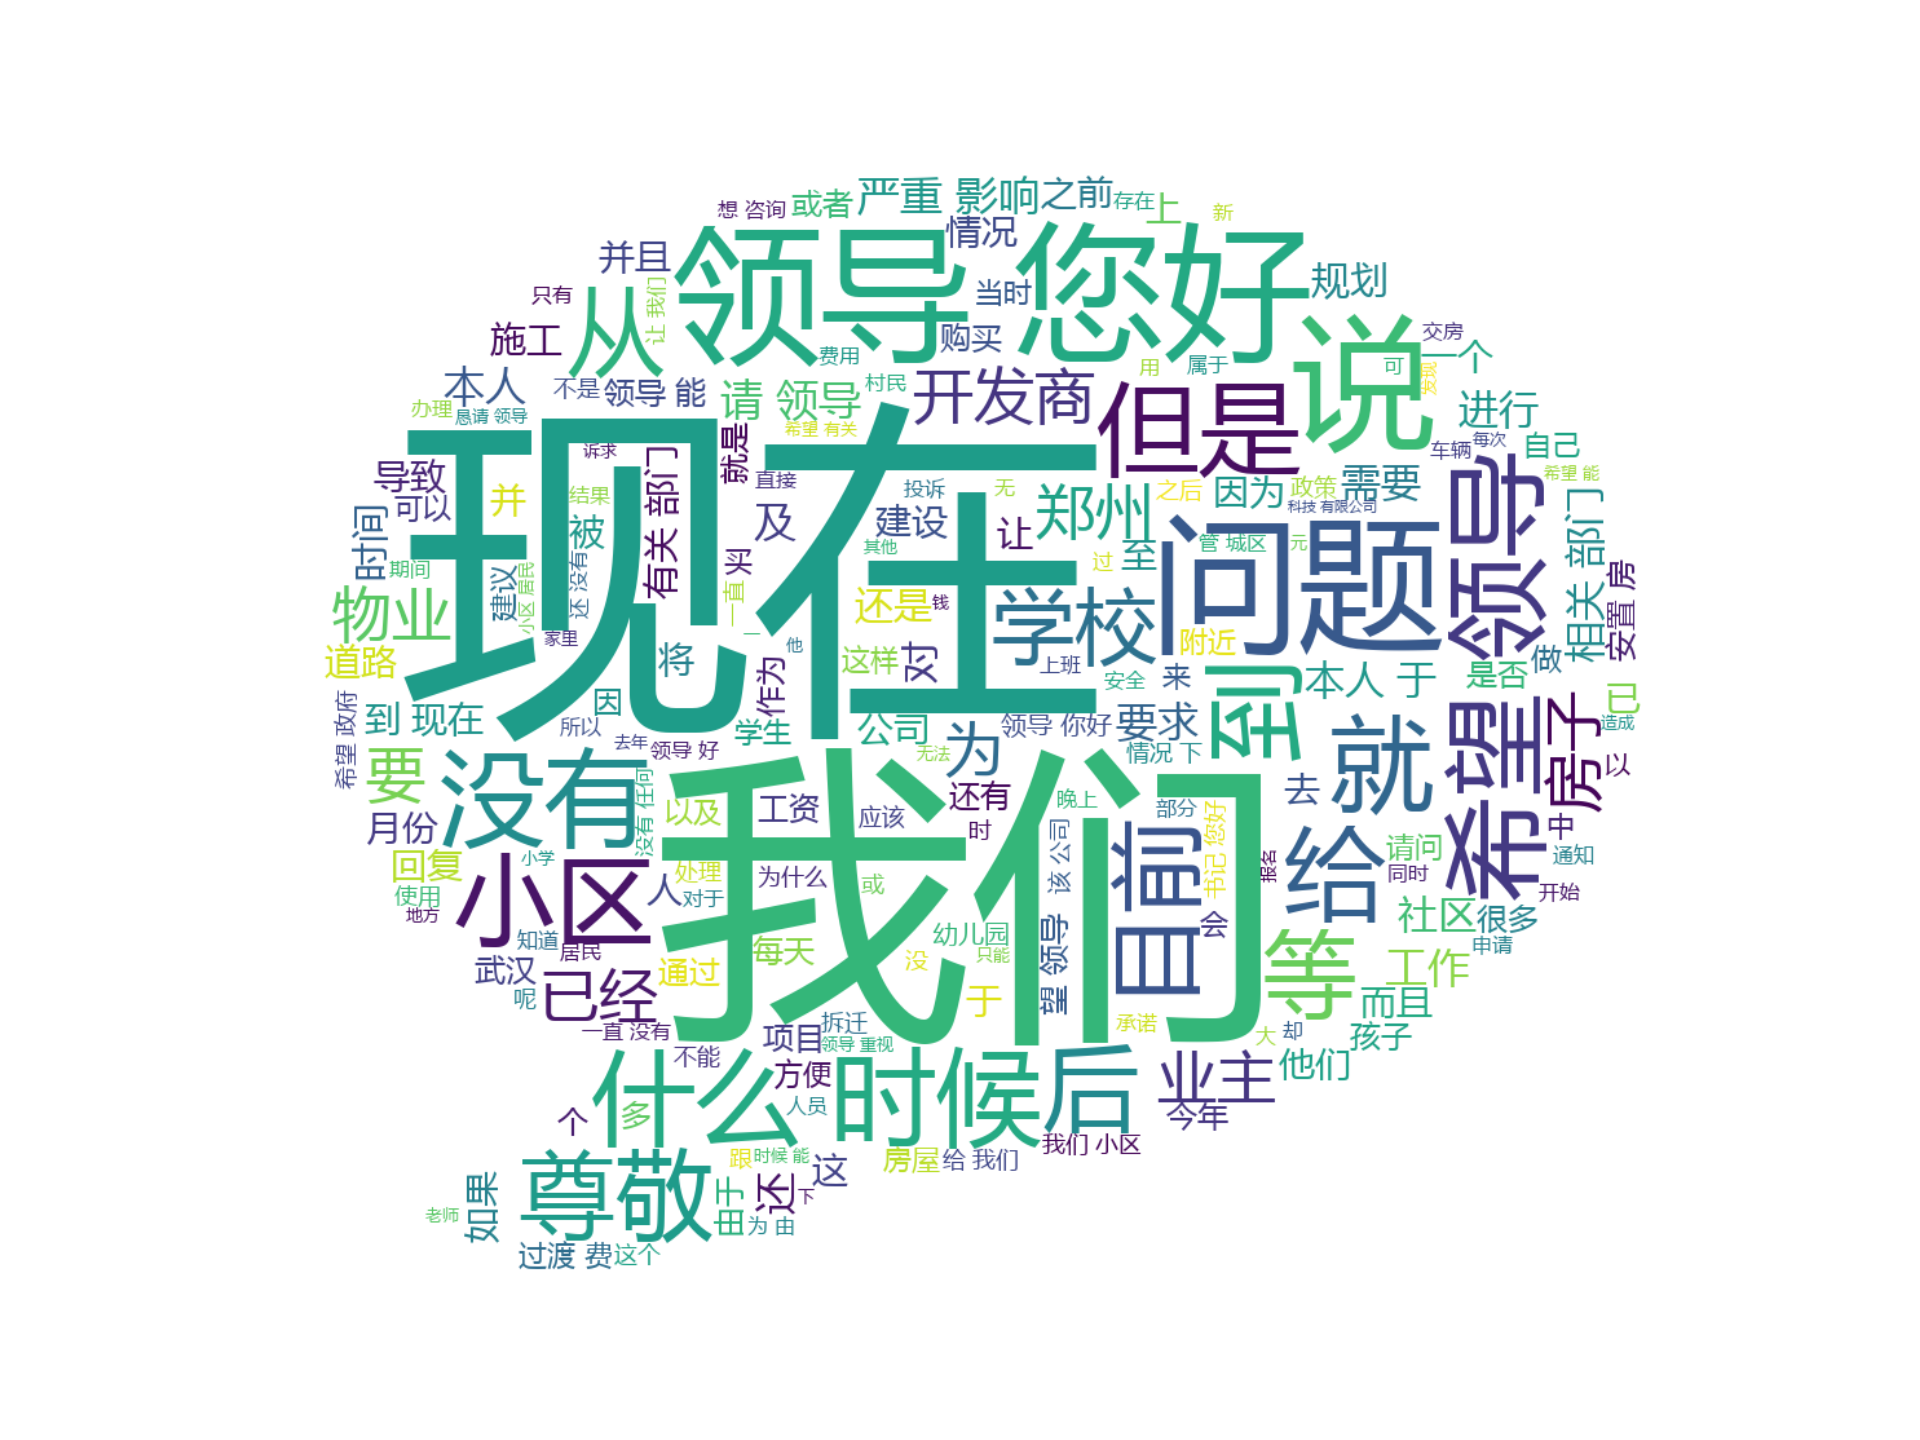 想 咨询
或者
严重 影响
之前
存在
上
新
并且
情况
领导 您好
规划
只有
从
让 我们
当时
施工
购买
说
交房
一个
费用
用
属于
可
发现
本人
不是
领导 能
请 领导
村民
开发商
但是
进行
办理
恳请 领导
希望 有关
就是
诉求
现在
车辆
每次
自己
导致
直接
领导
希望 能
可以
并
结果
有关 部门
投诉
无
郑州
之后
因为
政策
需要
时间
被
及
建设
让
科技 有限公司
问题
相关 部门
期间
建议
还 没有
买
其他
过
至
管 城区
元
安置 房
小区 居民
一直
物业
还是
钱
学校
家里
一
他
附近
道路
将
这样
对
上班
到
本人 于
是否
做
作为
安全
来
已
希望 政府
到 现在
因
所以
学生
公司
领导 你好
要求
造成
去年
领导 好
无法
为
情况 下
就
希望
房子
以
要
没有
没有 任何
我们
还有
晚上
目前
部分
去
月份
以及
工资
应该
时
书记 您好
给
中
回复
小学
小区
处理
为什么
或
该 公司
报名
请问
通知
使用
人
对于
同时
开始
地方
社区
很多
知道
居民
每天
幼儿园
望 领导
会
申请
武汉
已经
通过
没
只能
等
工作
呢
于
而且
一直 没有
项目
拆迁
承诺
大
却
孩子
不能
领导 重视
什么 时候
方便
后
业主
他们
个
多
人员
今年
尊敬
跟
时候 能
这
房屋
给 我们
我们 小区
如果
由于
还
下
老师
为 由
过渡 费
这个